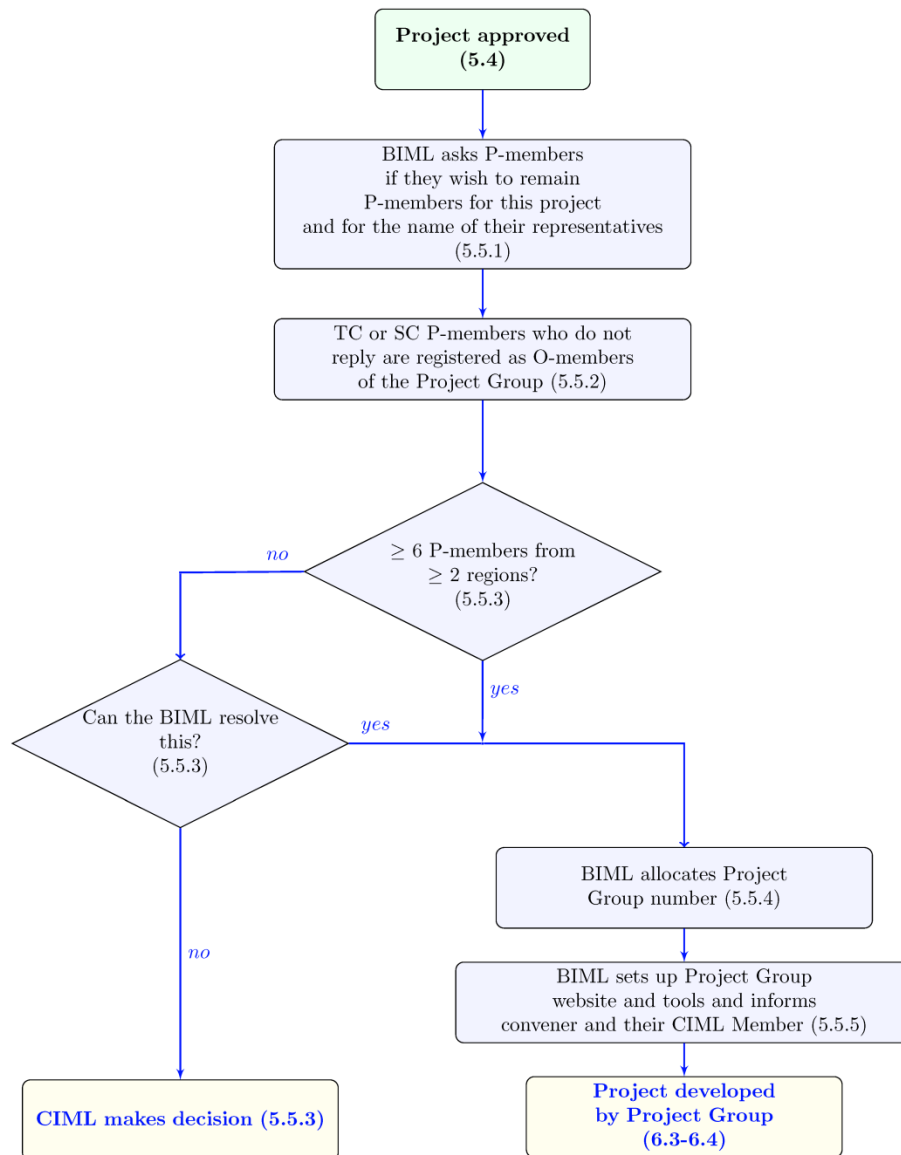 Project approved
(5.4)
BIML asks P-members
if they wish to remain
P-members for this project
and for the name of their representatives
(5.5.1)
TC or SC P-members who do not
reply are registered as O-members
of the Project Group (5.5.2)
≥ 6 P-members from
≥ 2 regions?
(5.5.3)
no
yes
Can the BIML resolve
this?
(5.5.3)
yes
no
BIML allocates Project
Group number (5.5.4)
BIML sets up Project Group
website and tools and informs
convener and their CIML Member (5.5.5)
CIML makes decision (5.5.3)
Project developed
by Project Group
(6.3-6.4)